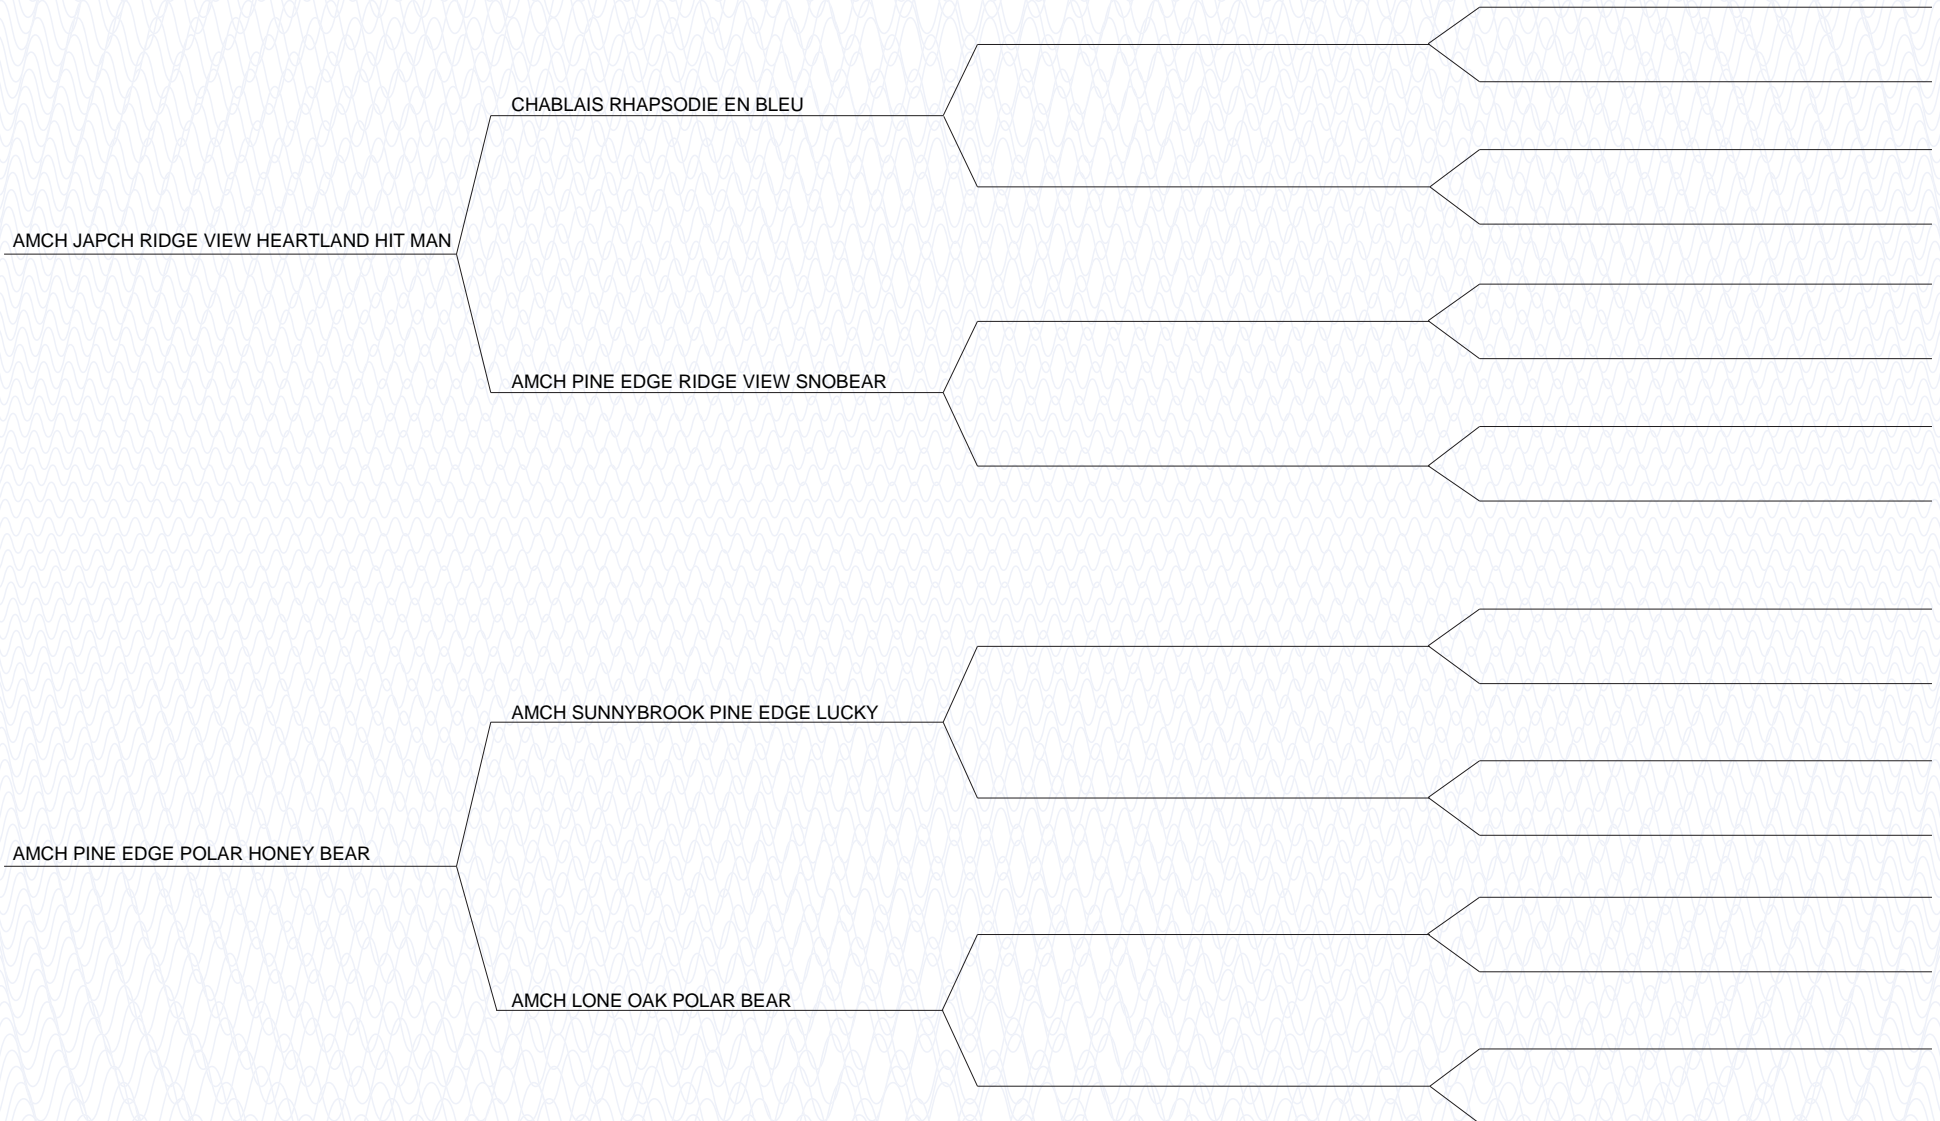 CHABLAIS RHAPSODIE EN BLEU
AMCH JAPCH RIDGE VIEW HEARTLAND HIT MAN
AMCH PINE EDGE RIDGE VIEW SNOBEAR
AMCH SUNNYBROOK PINE EDGE LUCKY
AMCH PINE EDGE POLAR HONEY BEAR
AMCH LONE OAK POLAR BEAR